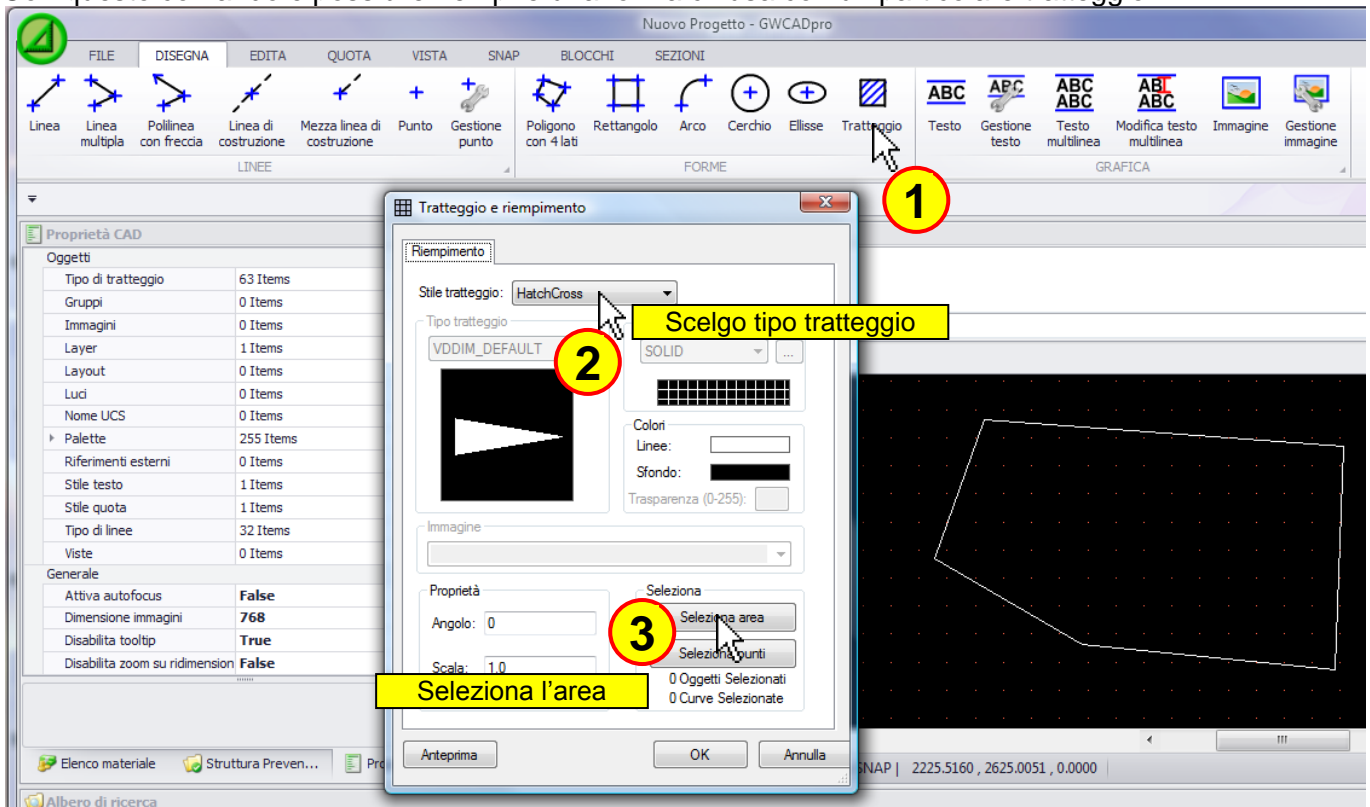 Nuovo Progetto - GWCADpro
FILE DISEGNA EDITA QUOTA VISTA SNAP BLOCCHI SEZIONI
ABC ABC ABC ABC ABC ABC
Linea
Linea multipla
Polilinea con freccia
Linea di costruzione
Mezza linea di costruzione
Punto
Gestione punto
Poligono con 4 lati
Rettangolo
Arco
Cerchio
Ellisse
Tratteggio
Testo
Gestione testo
Testo multilinea
Modifica testo multilinea
Immagine
Gestione immagine
LINEE
FORME
GRAFICA
1
Proprietà CAD
Oggetti
Tipo di tratteggio 63 Items
Gruppi 0 Items
Immagini 0 Items
Layer 1 Items
Layout 0 Items
Luci 0 Items
Nome UCS 0 Items
Palette 255 Items
Riferimenti esterni 0 Items
Stile testo 1 Items
Stile quota 1 Items
Tipo di linee 32 Items
Viste 0 Items
Generale
Attiva autofocus False
Dimensione immagini 768
Disabilita tooltip True
Disabilita zoom su ridimension False
Tratteggio e riempimento
Riempimento
Stile tratteggio: HatchCross
Scelgo tipo tratteggio
2
Tipo tratteggio
VDDIM_DEFAULT
SOLID ...
Colori
Linee:
Sfondo:
Trasparenza (0-255):
Immagine
Proprietà
Angolo: 0
Scala: 1.0
Seleziona
3
Seleziona area
Seleziona punti
0 Oggetti Selezionati
0 Curve Selezionate
Seleziona l'area
Anteprima OK Annulla
Elenco materiale Struttura Preven...
SNAP | 2225.5160 , 2625.0051 , 0.0000
Albero di ricerca